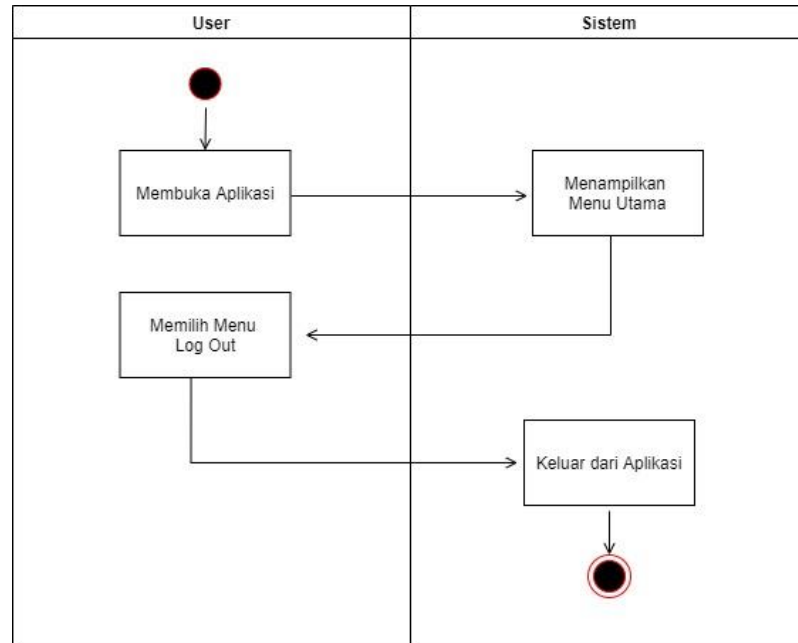 User
Sistem
Membuka Aplikasi
Menampilkan
Menu Utama
Memilih Menu
Log Out
Keluar dari Aplikasi